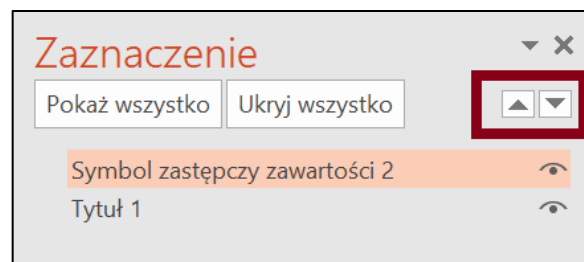 Zaznaczenie
Pokaż wszystko Ukryj wszystko
Symbol zastępczy zawartości 2
Tytuł 1